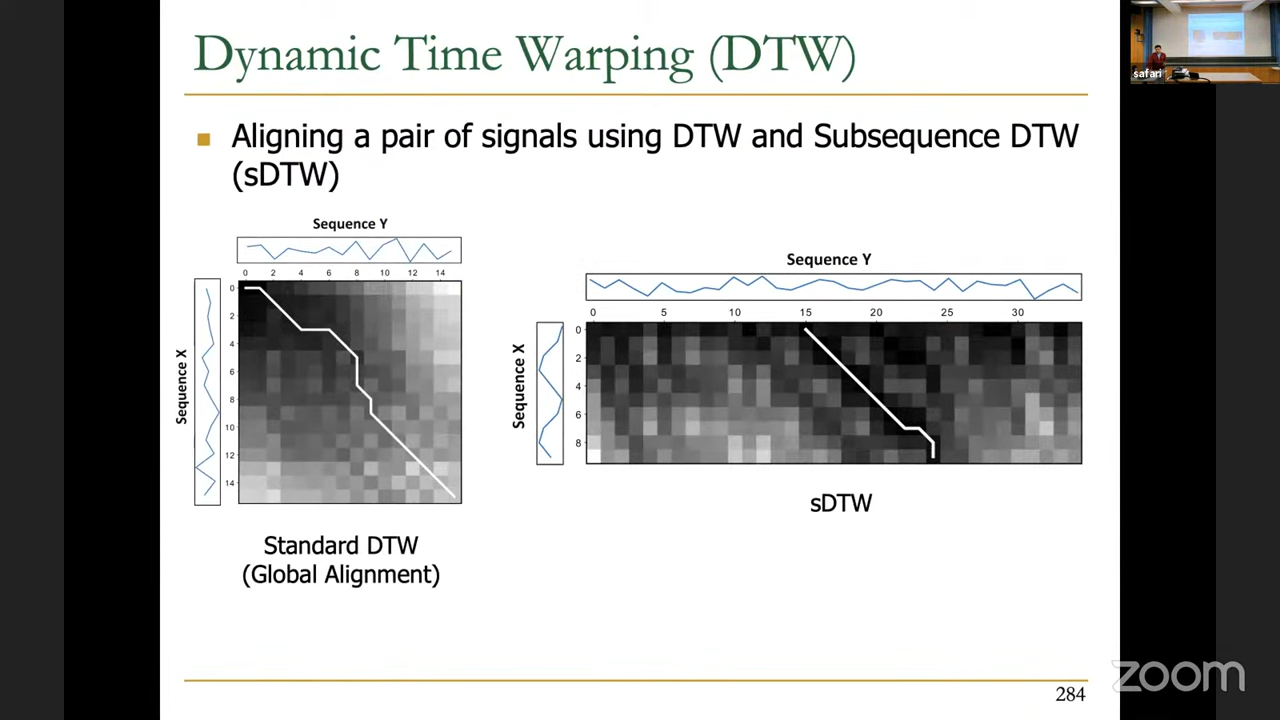 Dynamic Time Warping (DTW)
Aligning a pair of signals using DTW and Subsequence DTW
(sDTW)
Sequence Y
0 2 4 6 8 10 12 14
Sequence X
0
2
4
6
8
10
12
14
Standard DTW
(Global Alignment)
Sequence Y
0 5 10 15 20 25 30
Sequence X
0
2
4
6
8
sDTW
284
safari
zoom